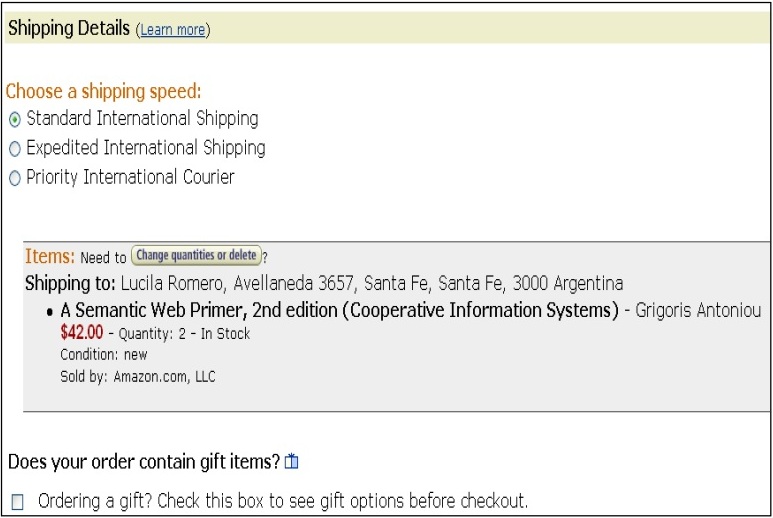 Shipping Details (Learn more)
Choose a shipping speed:
Standard International Shipping
Expedited International Shipping
Priority International Courier
Items: Need to Change quantities or delete ?
Shipping to: Lucila Romero, Avellaneda 3657, Santa Fe, Santa Fe, 3000 Argentina
• A Semantic Web Primer, 2nd edition (Cooperative Information Systems) - Grigoris Antoniou
$42.00 - Quantity: 2 - In Stock
Condition: new
Sold by: Amazon.com, LLC
Does your order contain gift items?
Ordering a gift? Check this box to see gift options before checkout.